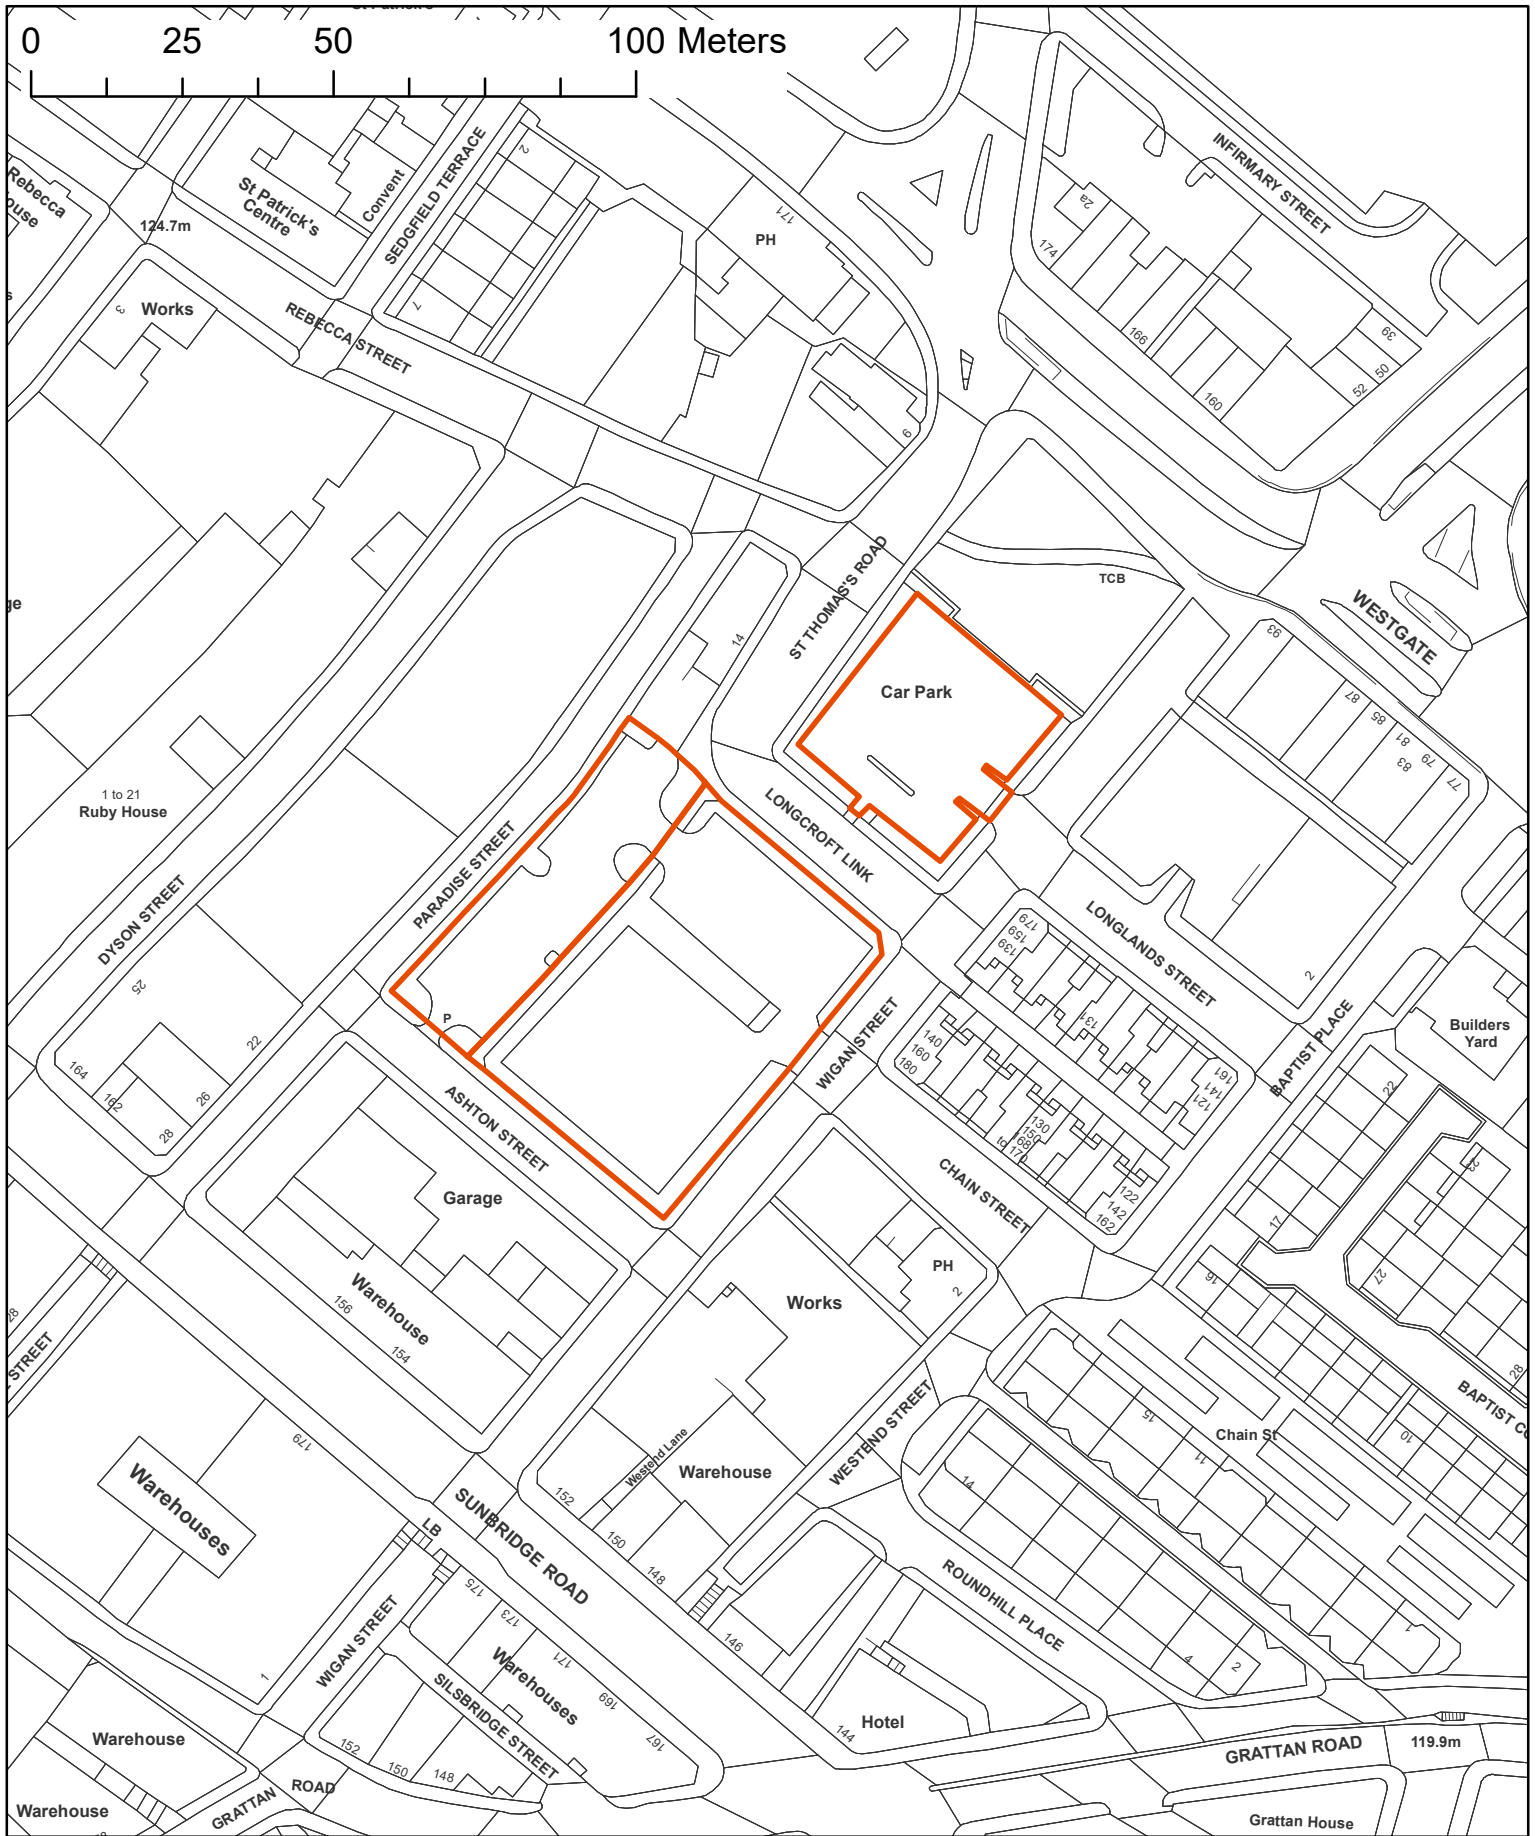 0 25 50 100 Meters
INFIRMARY STREET
SEDGFIELD TERRACE
Convent
St Patrick's
Centre
Rebecca
124.7m
2
7
171
PH
2a
174
166
160
39
50
52
3
Works
REBECCA STREET
6
ST THOMAS'S ROAD
TCB
WESTGATE
14
Car Park
93
87
85
81
83
79
77
1 to 21
Ruby House
LONGCROFT LINK
PARADISE STREET
DYSON STREET
25
22
P
179
159
139
131
LONGLANDS STREET
2
161
141
121
BAPTIST PLACE
Builders
Yard
WIGAN STREET
140
160
180
130
150
168
to 170
122
142
162
CHAIN STREET
22
23
17
16
27
28
164
162
26
28
ASHTON STREET
Garage
Warehouse
156
154
PH
2
Works
STREET
28
BAPTIST CO
10
Chain St
15
11
14
1
WESTEND STREET
Westend Lane
Warehouse
152
150
148
146
179
Warehouses
SUNBRIDGE ROAD
LB
ROUNDHILL PLACE
4
2
175
173
171
169
167
Warehouses
WIGAN STREET
1
SILSBRIDGE STREET
152
150
148
144
Hotel
GRATTAN ROAD
119.9m
Warehouse
Warehouse
GRATTAN
ROAD
Grattan House